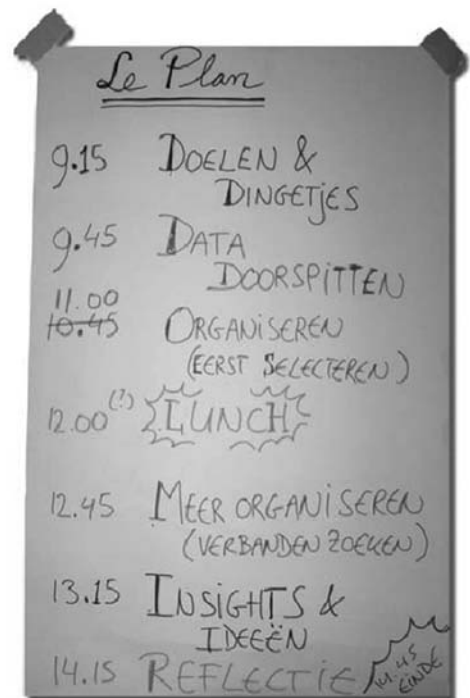 Le Plan
9.15 DOELEN &
DINGETJES
9.45 DATA
DOORSPITTEN
11.00
10.45 ORGANISEREN
(EERST SELECTEREN)
12.00 (?) LUNCH
12.45 MEER ORGANISEREN
(VERBANDEN ZOEKEN)
13.15 INSIGHTS &
IDEEËN
14.15 REFLECTIE
14.45
EINDE